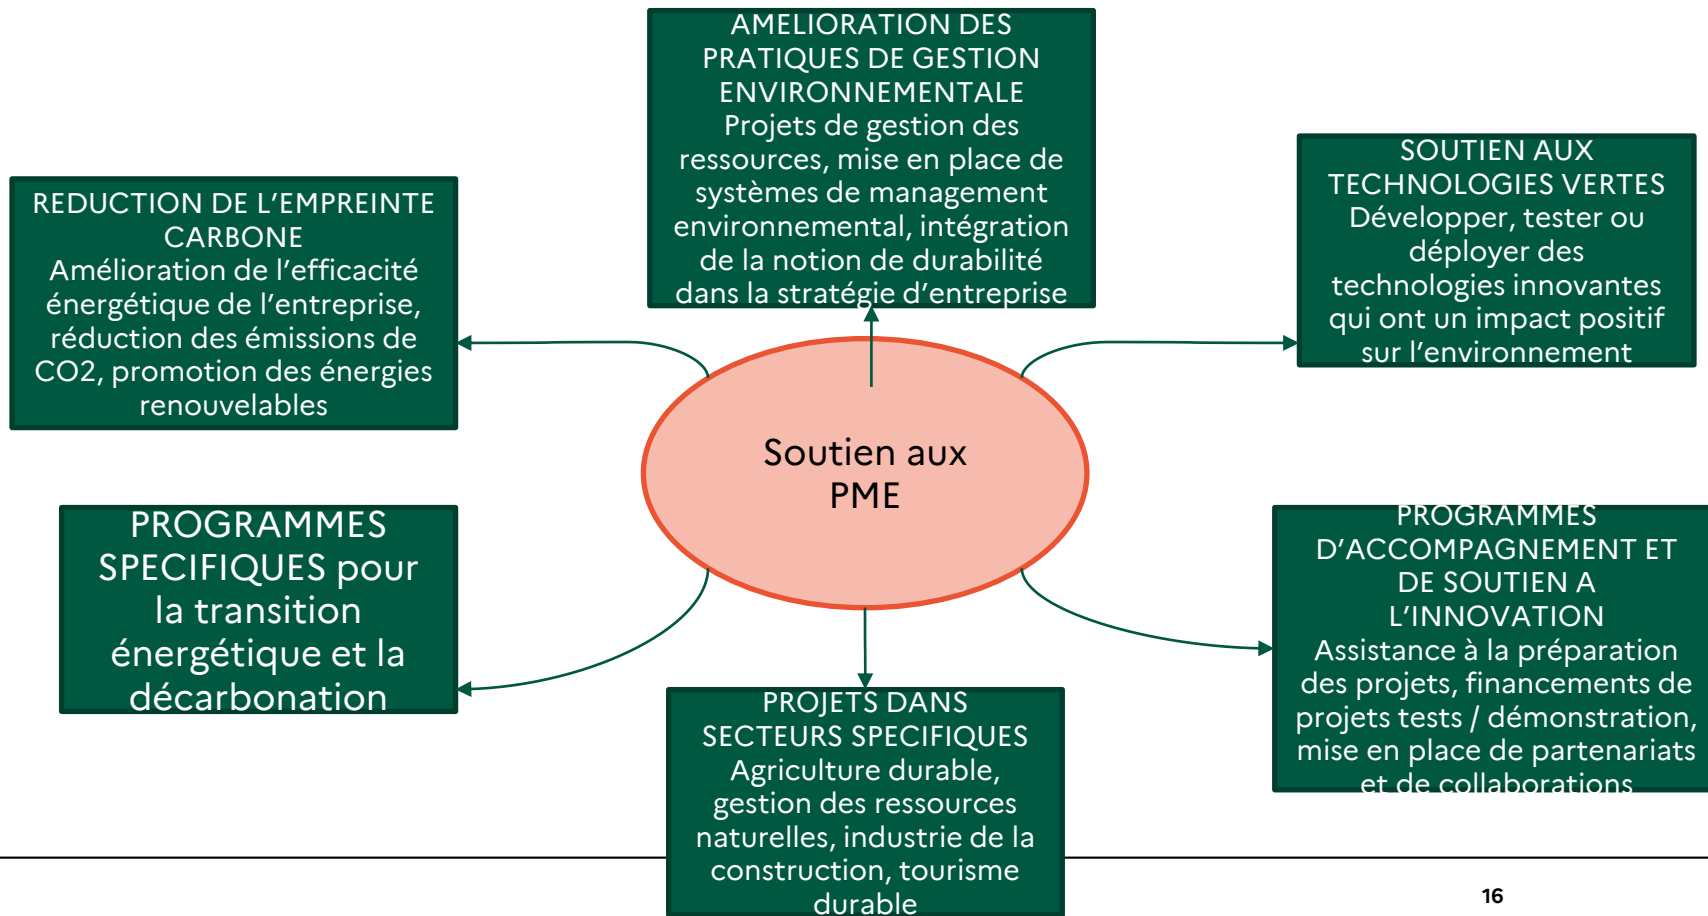 AMELIORATION DES
PRATIQUES DE GESTION
ENVIRONNEMENTALE
Projets de gestion des
ressources, mise en place de
systèmes de management
environnemental, intégration
de la notion de durabilité
dans la stratégie d'entreprise
REDUCTION DE L'EMPREINTE
CARBONE
Amélioration de l'efficacité
énergétique de l'entreprise,
réduction des émissions de
CO2, promotion des énergies
renouvelables
SOUTIEN AUX
TECHNOLOGIES VERTES
Développer, tester ou
déployer des
technologies innovantes
qui ont un impact positif
sur l'environnement
Soutien aux
PME
PROGRAMMES
SPECIFIQUES pour
la transition
énergétique et la
décarbonation
PROGRAMMES
D'ACCOMPAGNEMENT ET
DE SOUTIEN A
L'INNOVATION
Assistance à la préparation
des projets, financements de
projets tests / démonstration,
mise en place de partenariats
et de collaborations
PROJETS DANS
SECTEURS SPECIFIQUES
Agriculture durable,
gestion des ressources
naturelles, industrie de la
construction, tourisme
durable
16